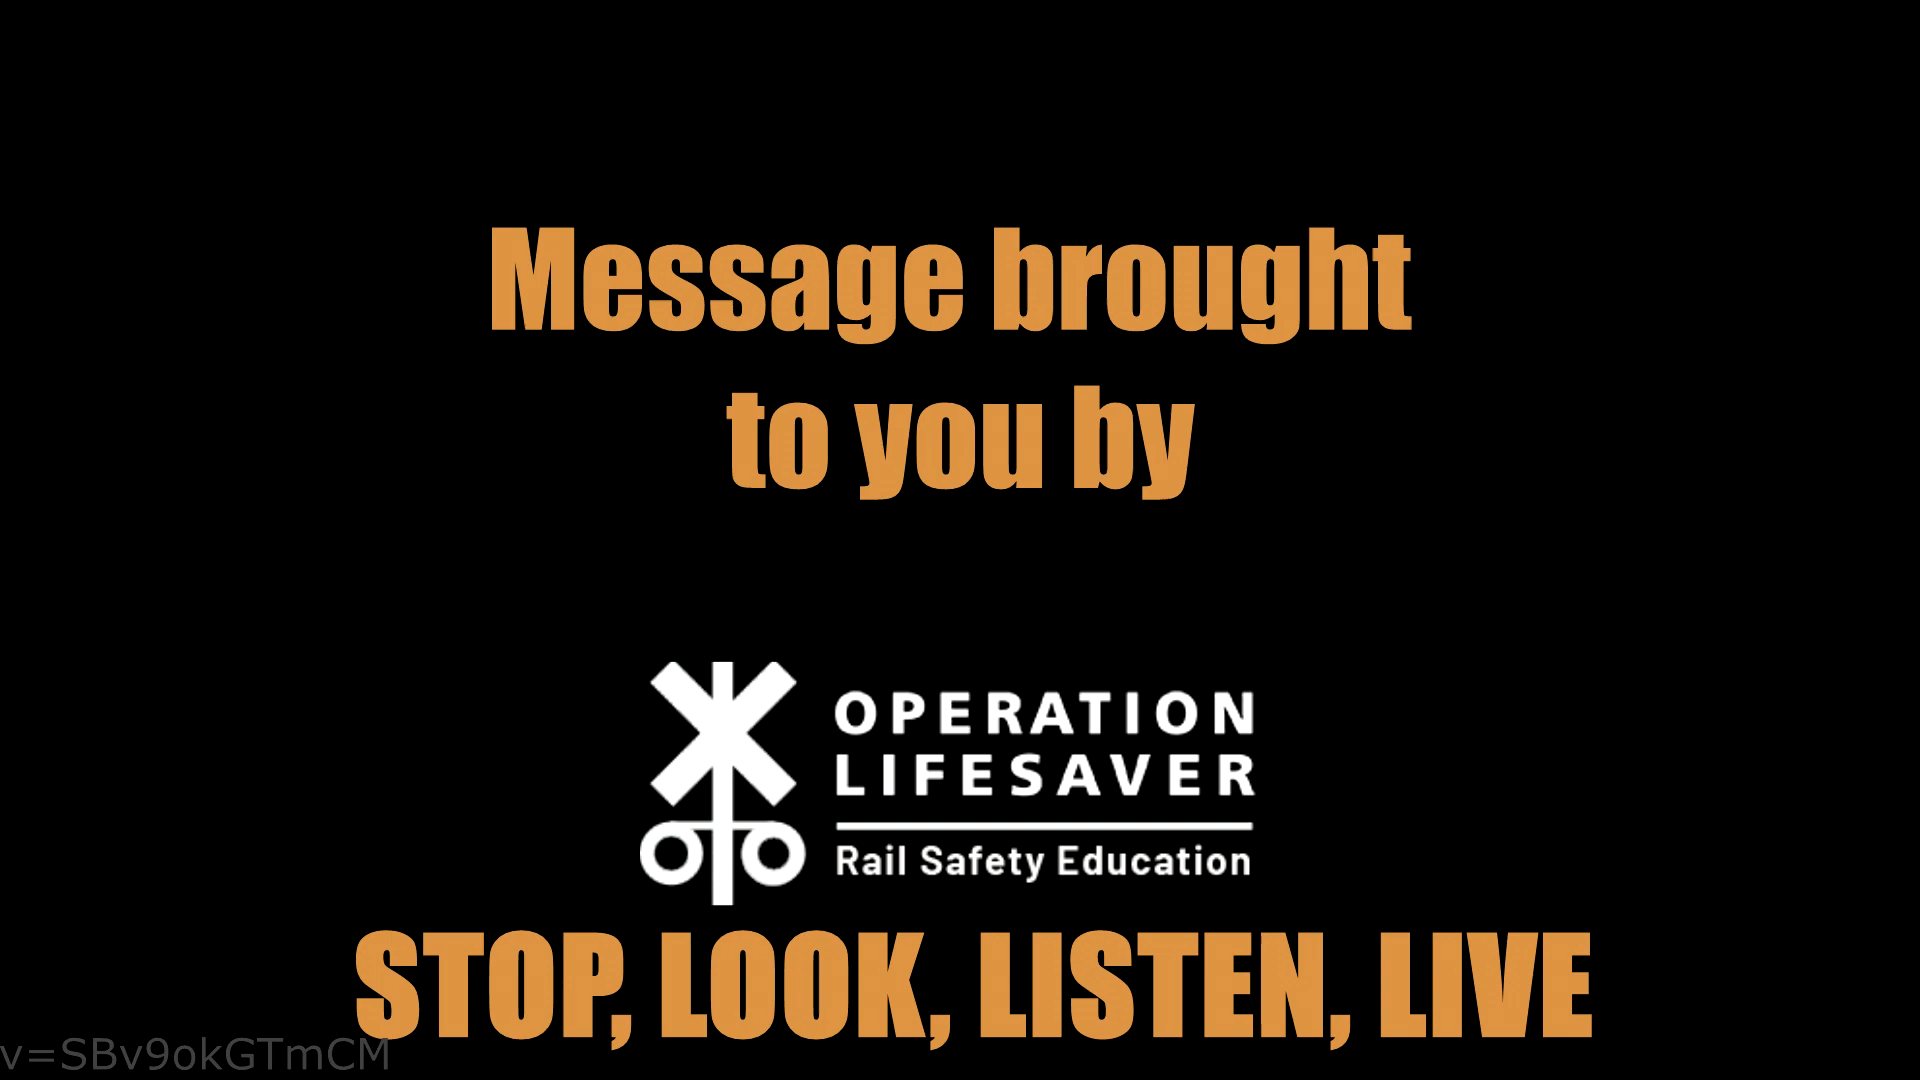 Message brought
to you by
OPERATION
LIFESAVER
Rail Safety Education
STOP, LOOK, LISTEN, LIVE
v=SBv9okGTmCM